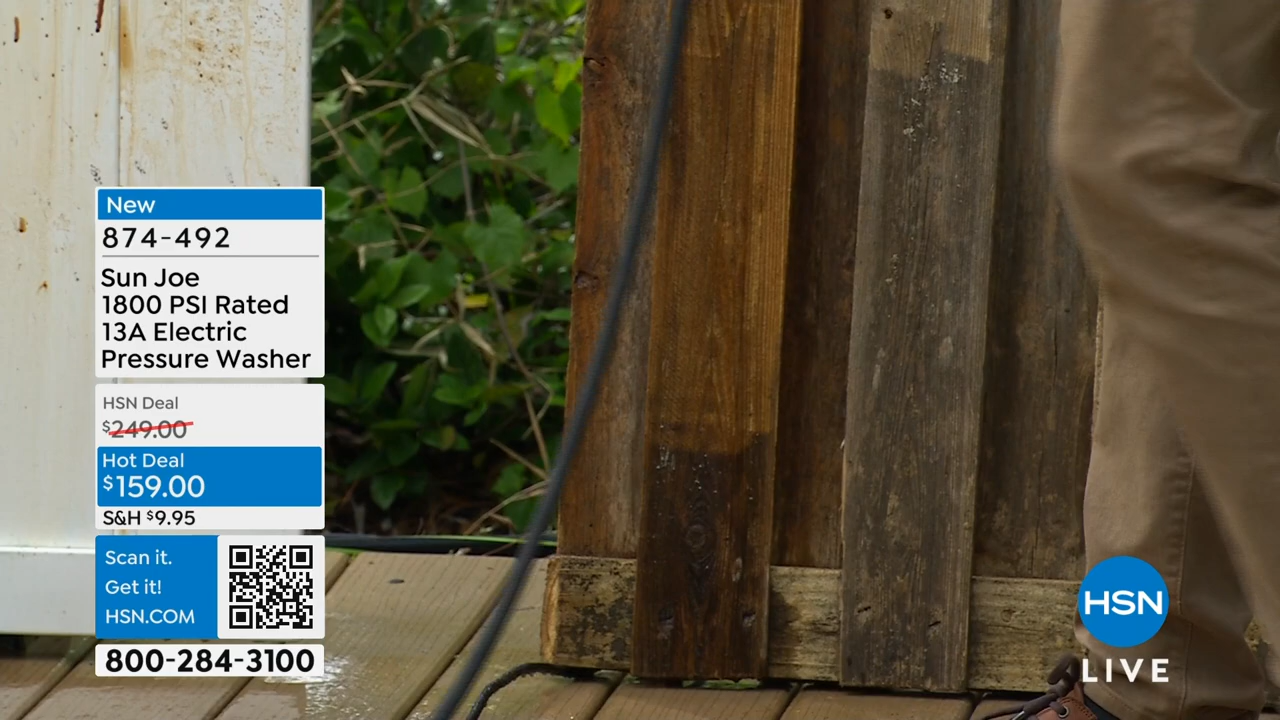 New
874-492
Sun Joe
1800 PSI Rated
13A Electric
Pressure Washer
HSN Deal
$249.00
Hot Deal
$159.00
S&H $9.95
Scan it.
Get it!
HSN.COM
800-284-3100
HSN
LIVE